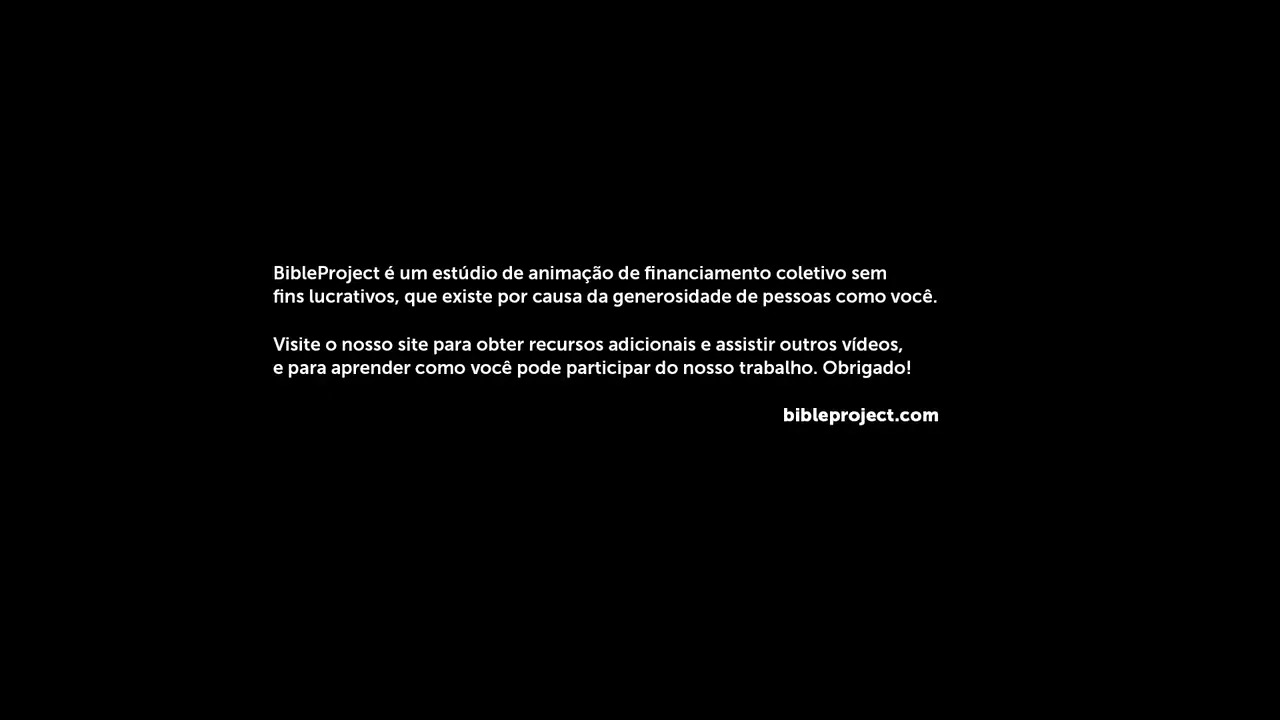 BibleProject é um estúdio de animação de financiamento coletivo sem
fins lucrativos, que existe por causa da generosidade de pessoas como você.
Visite o nosso site para obter recursos adicionais e assistir outros vídeos,
e para aprender como você pode participar do nosso trabalho. Obrigado!
bibleproject.com